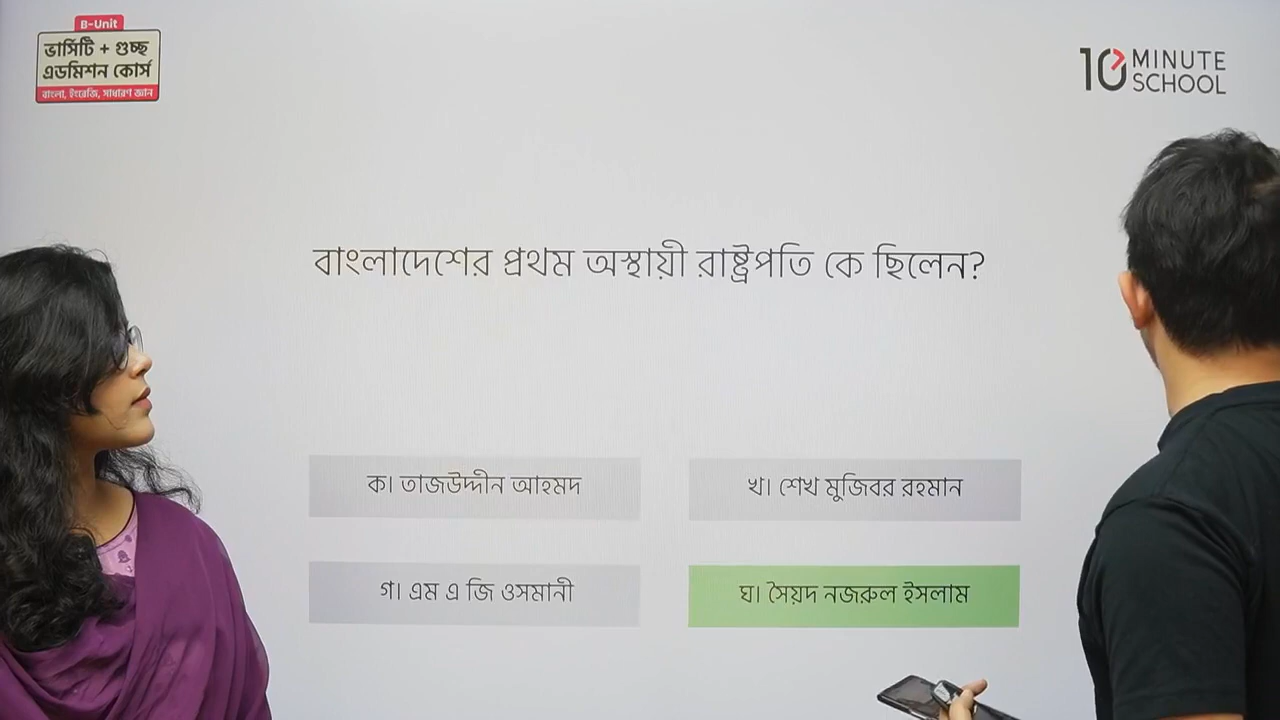 B-Unit
ভার্সিটি + গুচ্ছ
এডমিশন কোর্স
বাংলা, ইংরেজি, সাধারণ জ্ঞান
10 MINUTE
SCHOOL
বাংলাদেশের প্রথম অস্থায়ী রাষ্ট্রপতি কে ছিলেন?
ক। তাজউদ্দীন আহমদ
খ। শেখ মুজিবর রহমান
গ। এম এ জি ওসমানী
ঘ। সৈয়দ নজরুল ইসলাম